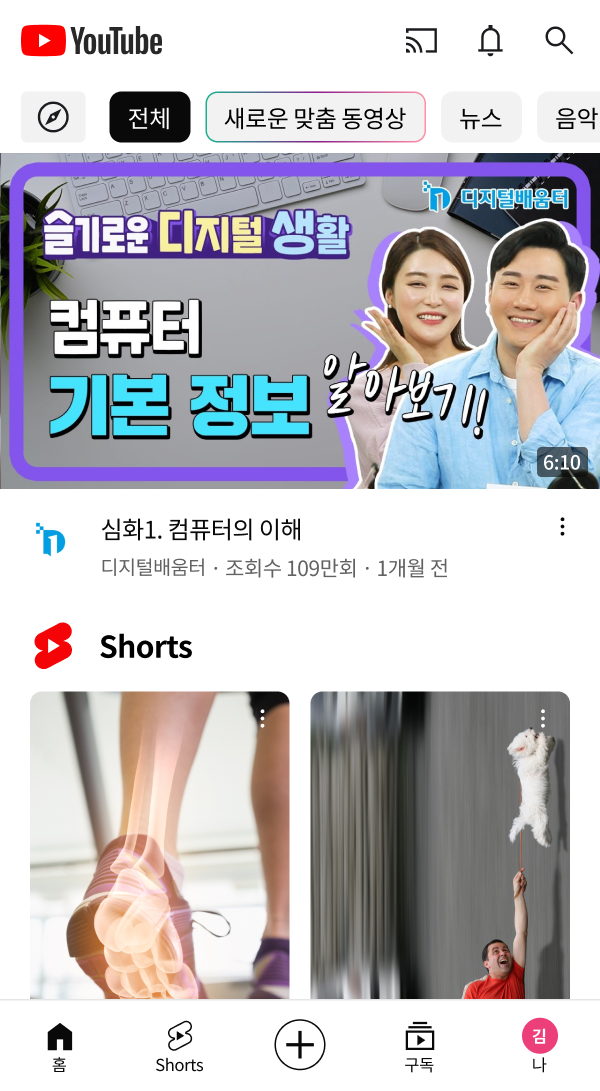 YouTube
전체
새로운 맞춤 동영상
뉴스
음악
디지털배움터
슬기로운 디지털 생활
컴퓨터
기본 정보 알아보기!!
6:10
심화1. 컴퓨터의 이해
디지털배움터 · 조회수 109만회 · 1개월 전
Shorts
홈
Shorts
구독
김
나